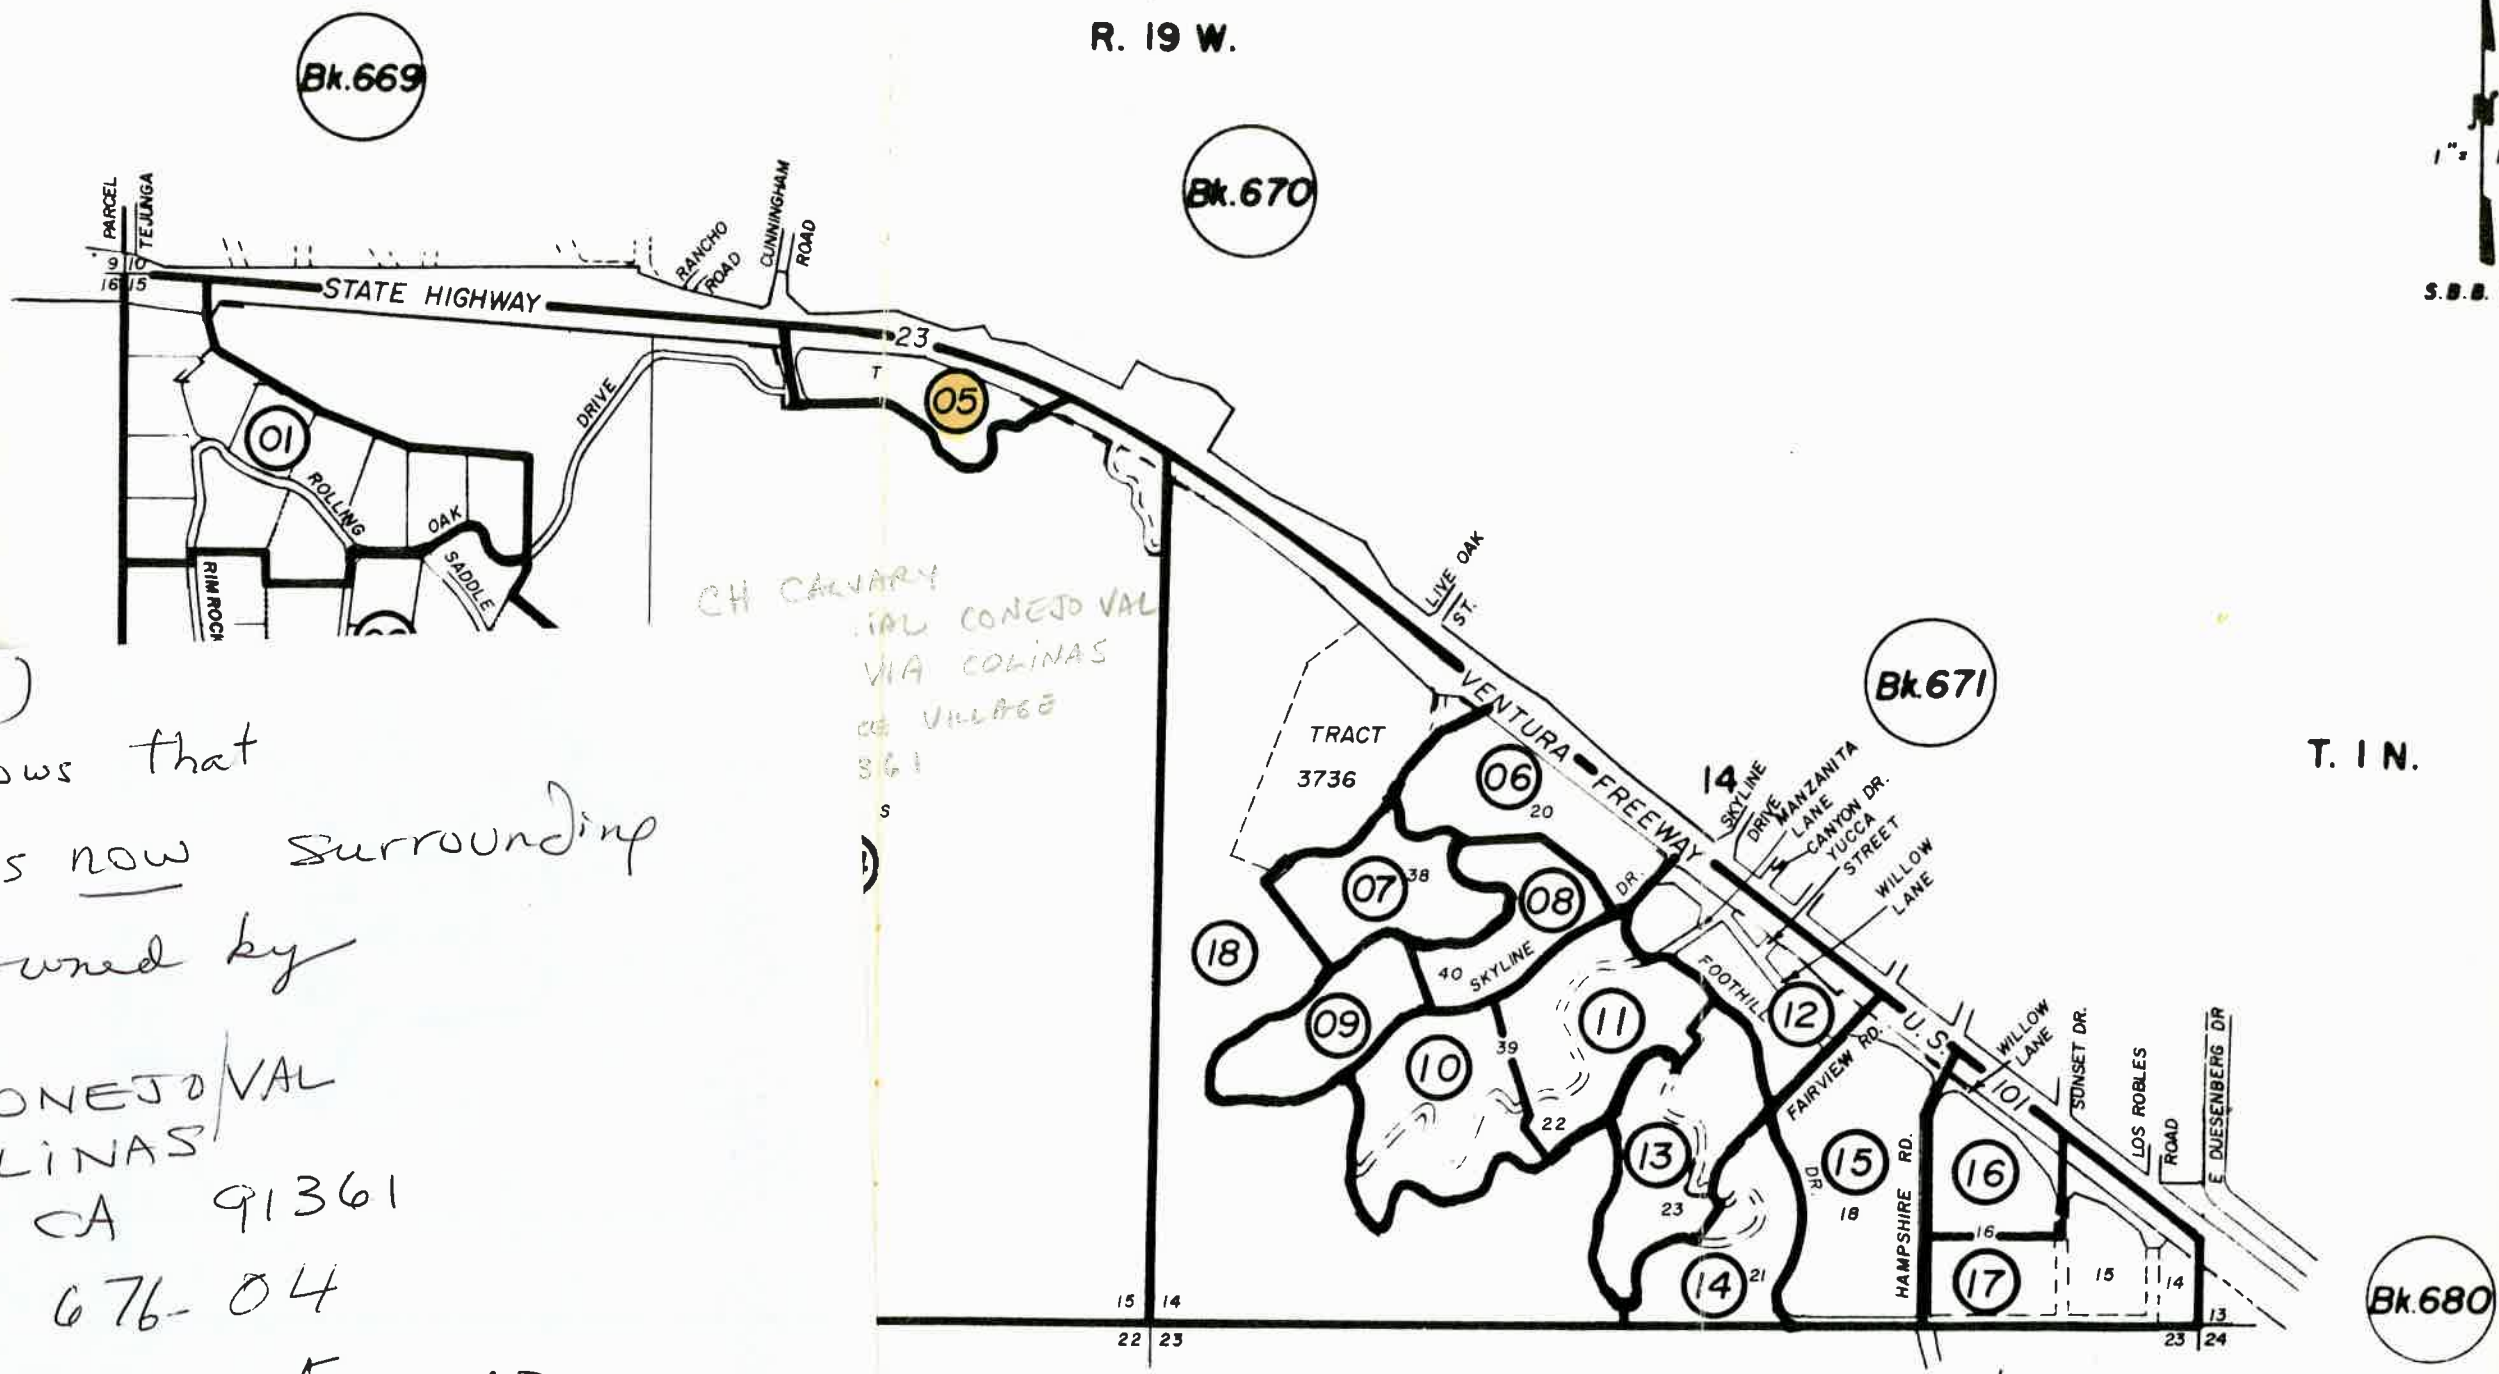 R. 19 W.
Bk.669
Bk.670
N
1"=
S.B.B.
PARCEL
TEJUNGA
RANCHO
ROAD
CUNNINGHAM
ROAD
9 10
16 15
STATE HIGHWAY 23
T
05
DRIVE
01
ROLLING
OAK
SADDLE
RIMROCK
LIVE OAK
ST.
CH CALVARY
IAL CONEJO VAL
VIA COLINAS
VILLAGE
361
S
Bk.671
T. 1 N.
VENTURA FREEWAY
TRACT
3736
06
20
14
SKYLINE
DRIVE
MANZANITA
LANE
CANYON DR.
YUCCA
STREET
WILLOW
LANE
07
38
08
DR.
18
40
SKYLINE
FOOTHILL
09
10
39
11
12
22
FAIRVIEW RD.
U.S. 101
WILLOW
LANE
SUNSET DR.
LOS ROBLES
ROAD
E DUESENBERG DR
13
23
DR.
15
18
HAMPSHIRE RD.
16
16
14
21
17
15
14
15 14
22 23
13
23 24
Bk.680
ows that
s now surrounding
wned by
ONEJO VAL
LINAS
CA 91361
676-04